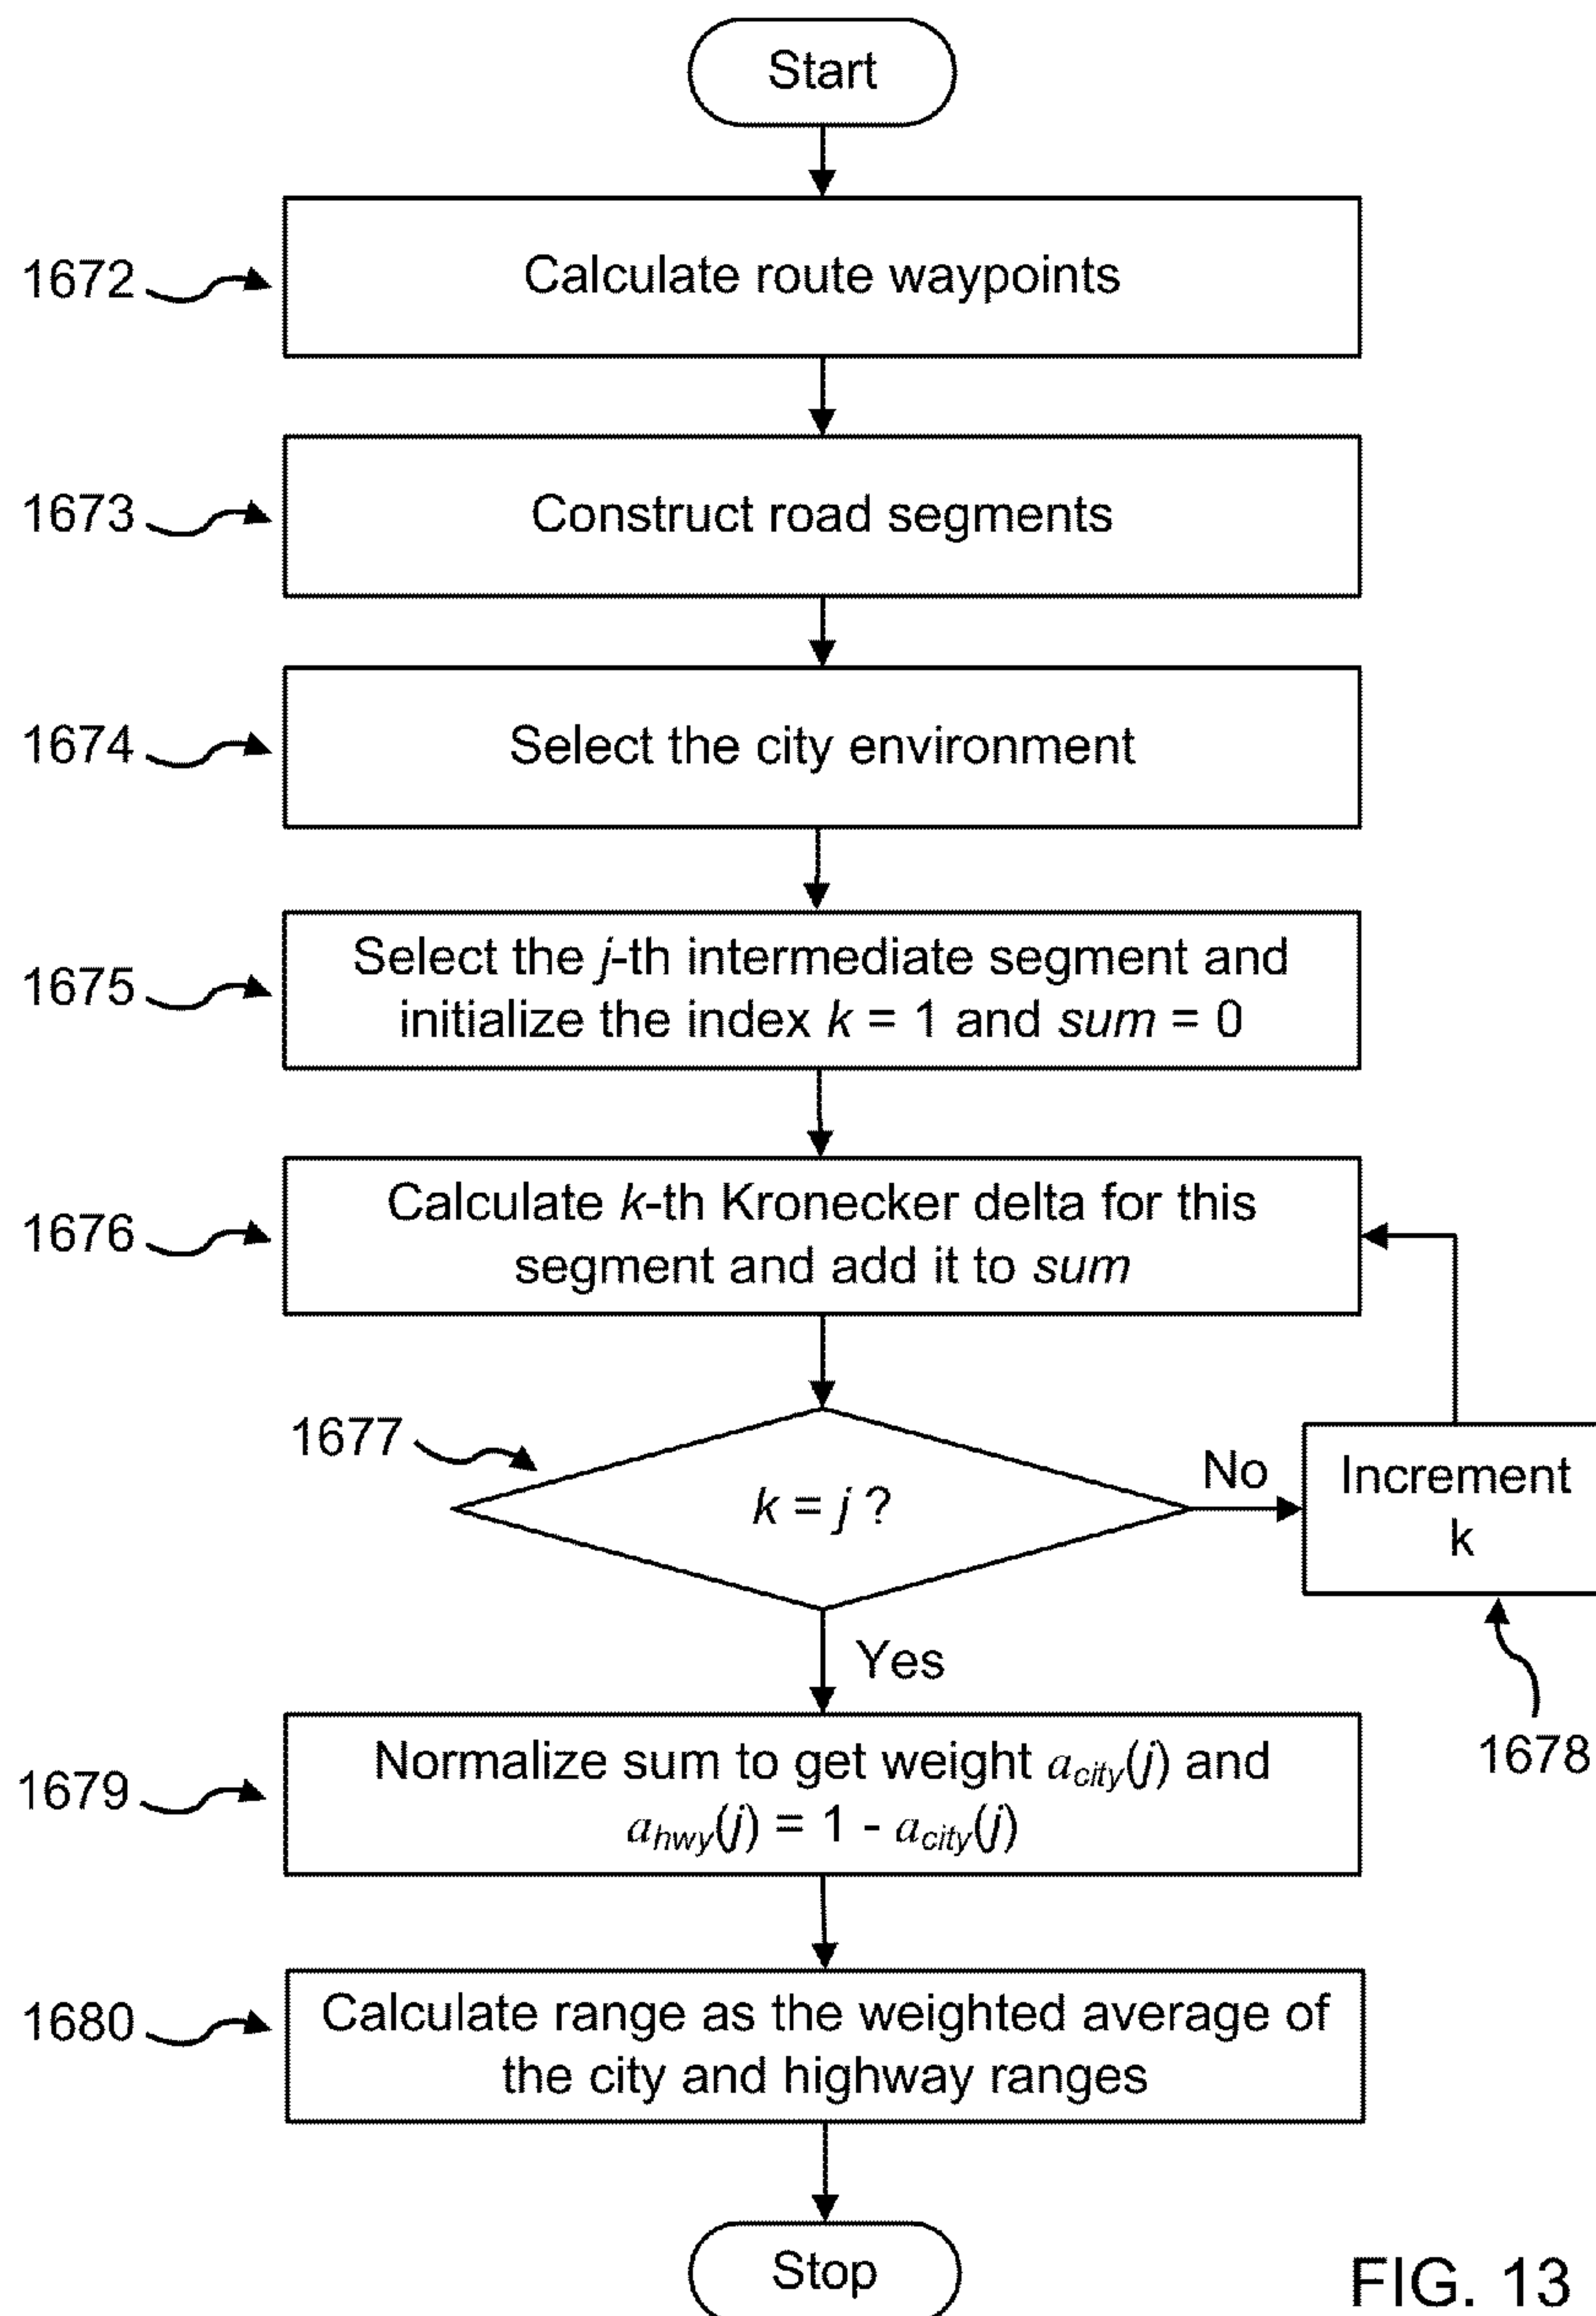 Start
1672
Calculate route waypoints
1673
Construct road segments
1674
Select the city environment
1675
Select the j-th intermediate segment and
initialize the index k = 1 and sum = 0
1676
Calculate k-th Kronecker delta for this
segment and add it to sum
1677
k = j ?
No
Increment
k
Yes
1678
1679
Normalize sum to get weight a_city(j) and
a_hwy(j) = 1 - a_city(j)
1680
Calculate range as the weighted average of
the city and highway ranges
Stop
FIG. 13